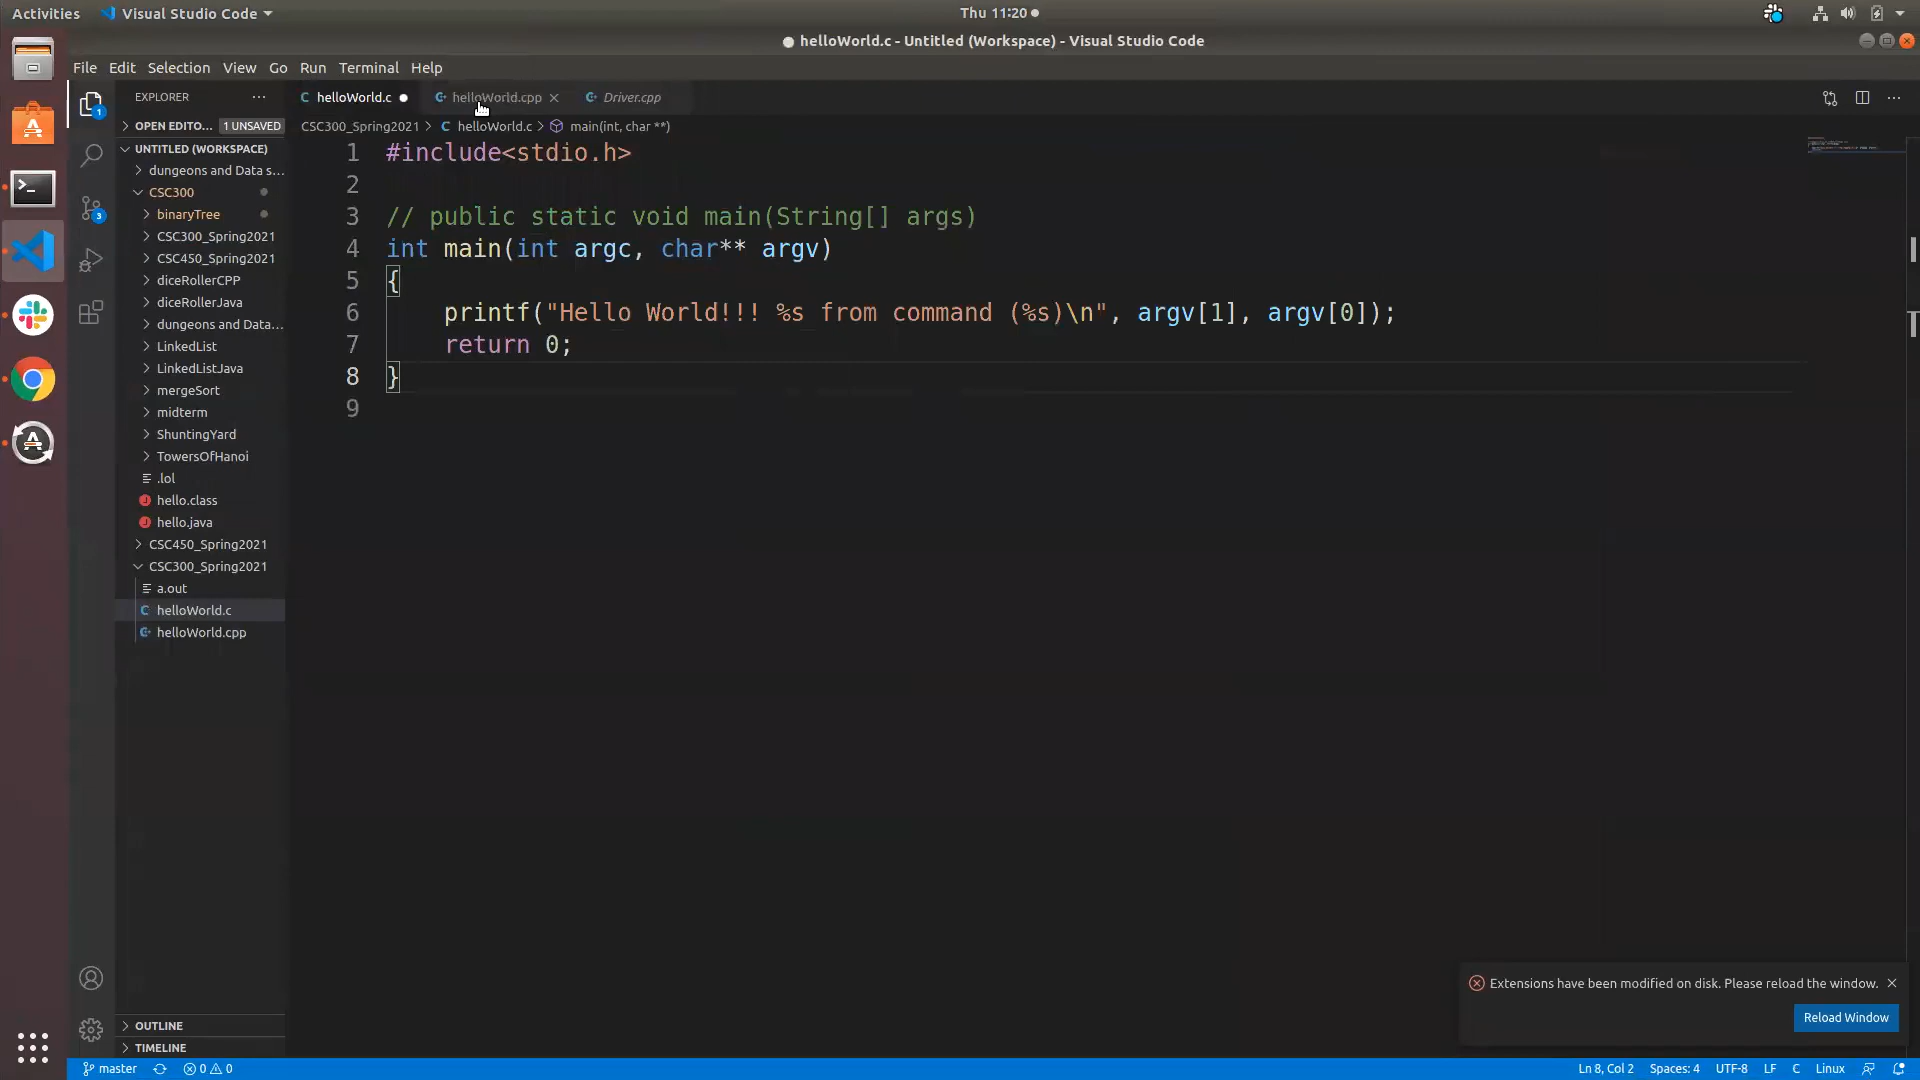 Activities Visual Studio Code Thu 11:20
helloWorld.c - Untitled (Workspace) - Visual Studio Code
File Edit Selection View Go Run Terminal Help
EXPLORER ···
helloWorld.c helloWorld.cpp Driver.cpp
OPEN EDITO... 1 UNSAVED
CSC300_Spring2021 > helloWorld.c > main(int, char **)
UNTITLED (WORKSPACE)
dungeons and Data s...
CSC300
binaryTree
CSC300_Spring2021
CSC450_Spring2021
diceRollerCPP
diceRollerJava
dungeons and Data...
LinkedList
LinkedListJava
mergeSort
midterm
ShuntingYard
TowersOfHanoi
.lol
hello.class
hello.java
CSC450_Spring2021
CSC300_Spring2021
a.out
helloWorld.c
helloWorld.cpp
OUTLINE
TIMELINE
1 #include<stdio.h>
2
3 // public static void main(String[] args)
4 int main(int argc, char** argv)
5 {
6 printf("Hello World!!! %s from command (%s)\n", argv[1], argv[0]);
7 return 0;
8 }
9
1
3
Extensions have been modified on disk. Please reload the window.
Reload Window
master 0 0 Ln 8, Col 2 Spaces: 4 UTF-8 LF C Linux